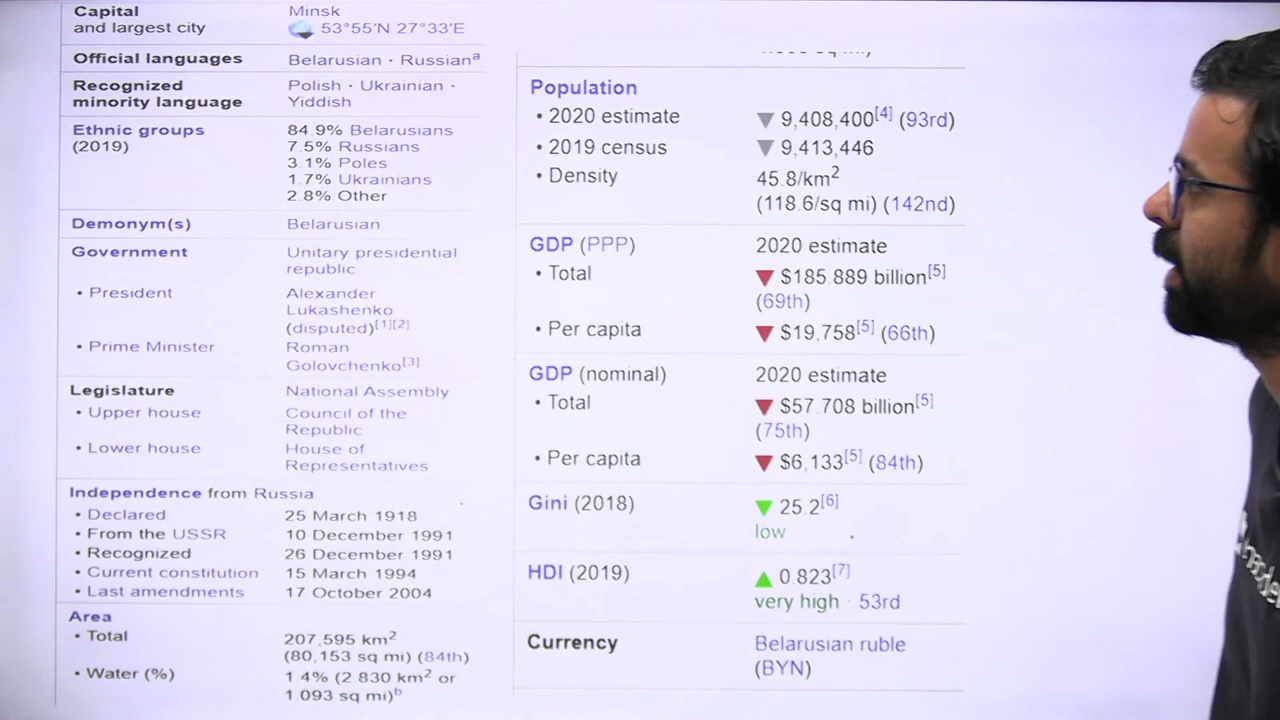 Capital
and largest city
Minsk
53°55′N 27°33′E
Official languages
Belarusian · Russianᵃ
Recognized
minority language
Polish · Ukrainian ·
Yiddish
Ethnic groups
(2019)
84.9% Belarusians
7.5% Russians
3.1% Poles
1.7% Ukrainians
2.8% Other
Demonym(s)
Belarusian
Government
Unitary presidential
republic
• President
Alexander
Lukashenko
(disputed)[1][2]
• Prime Minister
Roman
Golovchenko[3]
Legislature
National Assembly
• Upper house
Council of the
Republic
• Lower house
House of
Representatives
Independence from Russia
• Declared
25 March 1918
• From the USSR
10 December 1991
• Recognized
26 December 1991
• Current constitution
15 March 1994
• Last amendments
17 October 2004
Area
• Total
207,595 km²
(80,153 sq mi) (84th)
• Water (%)
1.4% (2 830 km² or
1 093 sq mi)ᵇ
Population
• 2020 estimate
▼ 9,408,400[4] (93rd)
• 2019 census
▼ 9,413,446
• Density
45.8/km²
(118.6/sq mi) (142nd)
GDP (PPP)
2020 estimate
• Total
▼ $185.889 billion[5]
(69th)
• Per capita
▼ $19,758[5] (66th)
GDP (nominal)
2020 estimate
• Total
▼ $57.708 billion[5]
(75th)
• Per capita
▼ $6,133[5] (84th)
Gini (2018)
▼ 25.2[6]
low
HDI (2019)
▲ 0.823[7]
very high · 53rd
Currency
Belarusian ruble
(BYN)